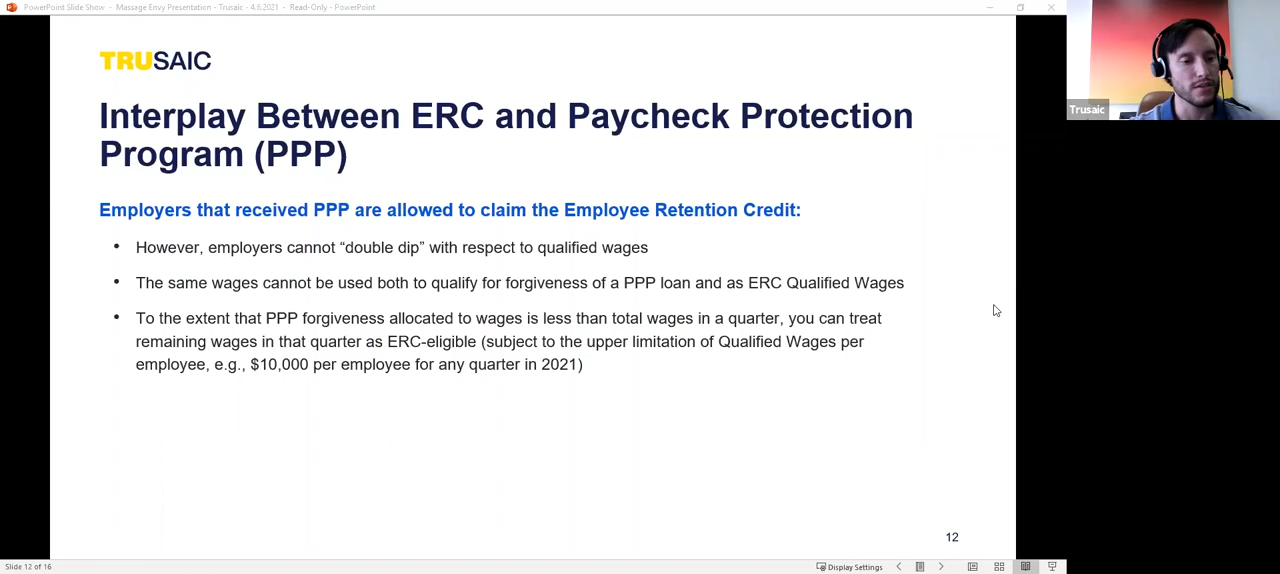 PowerPoint Slide Show - Massage Envy Presentation - Trusaic - 4.6.2021 - Read-Only - PowerPoint
TRUSAIC
Interplay Between ERC and Paycheck Protection
Program (PPP)
Employers that received PPP are allowed to claim the Employee Retention Credit:
• However, employers cannot “double dip” with respect to qualified wages
• The same wages cannot be used both to qualify for forgiveness of a PPP loan and as ERC Qualified Wages
• To the extent that PPP forgiveness allocated to wages is less than total wages in a quarter, you can treat
remaining wages in that quarter as ERC-eligible (subject to the upper limitation of Qualified Wages per
employee, e.g., $10,000 per employee for any quarter in 2021)
12
Trusaic
Slide 12 of 16
Display Settings